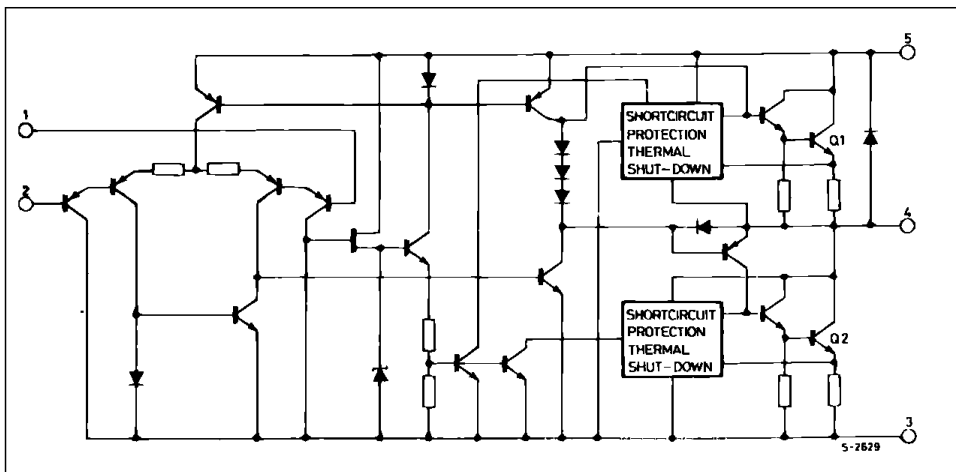 5
1
SHORTCIRCUIT
PROTECTION
THERMAL
SHUT-DOWN
Q1
2
4
SHORTCIRCUIT
PROTECTION
THERMAL
SHUT-DOWN
Q2
3
S-2629